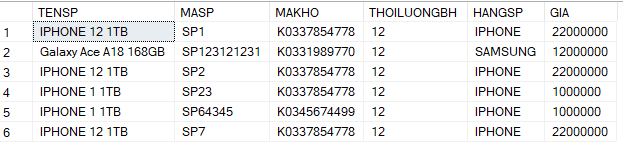 TENSP MASP MAKHO THOILUONGBH HANGSP GIA
1 IPHONE 12 1TB SP1 K0337854778 12 IPHONE 22000000
2 Galaxy Ace A18 168GB SP123121231 K0331989770 12 SAMSUNG 12000000
3 IPHONE 12 1TB SP2 K0337854778 12 IPHONE 22000000
4 IPHONE 1 1TB SP23 K0337854778 12 IPHONE 1000000
5 IPHONE 1 1TB SP64345 K0345674499 12 IPHONE 1000000
6 IPHONE 12 1TB SP7 K0337854778 12 IPHONE 22000000